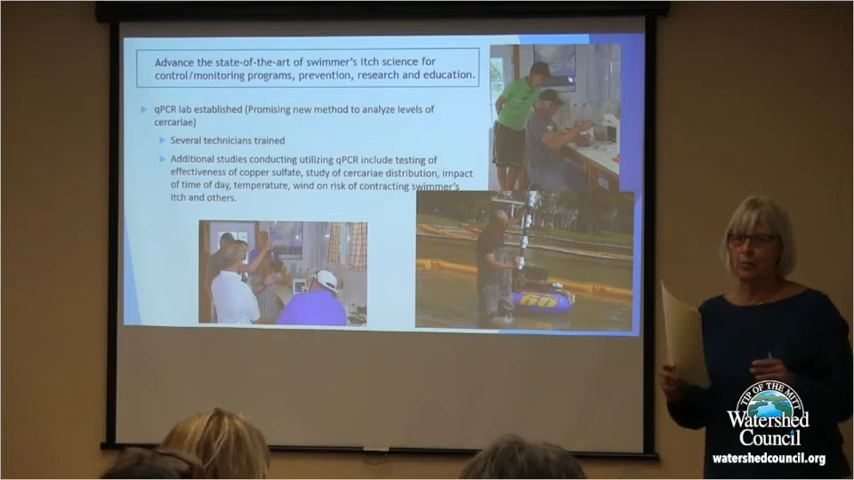 Advance the state-of-the-art of swimmer's itch science for
control/monitoring programs, prevention, research and education.
qPCR lab established (Promising new method to analyze levels of
cercariae)
Several technicians trained
Additional studies conducting utilizing qPCR include testing of
effectiveness of copper sulfate, study of cercariae distribution, impact
of time of day, temperature, wind on risk of contracting swimmer's
itch and others.
60
TIP OF THE MITT
Watershed
Council
watershedcouncil.org